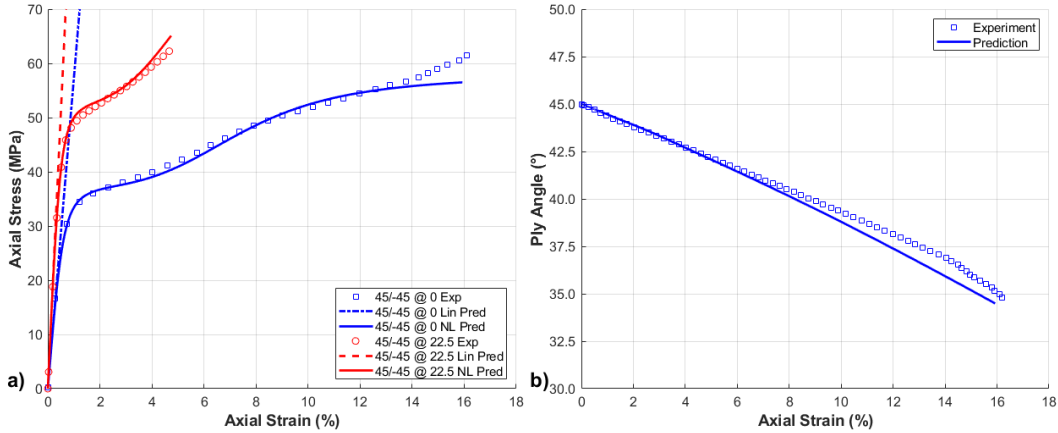 70
60
50
40
30
20
10
0
Axial Stress (MPa)
45/-45 @ 0 Exp
45/-45 @ 0 Lin Pred
45/-45 @ 0 NL Pred
45/-45 @ 22.5 Exp
45/-45 @ 22.5 Lin Pred
45/-45 @ 22.5 NL Pred
a)
0 2 4 6 8 10 12 14 16 18
Axial Strain (%)
50.0
47.5
45.0
42.5
40.0
37.5
35.0
32.5
30.0
Ply Angle (°)
Experiment
Prediction
b)
0 2 4 6 8 10 12 14 16 18
Axial Strain (%)